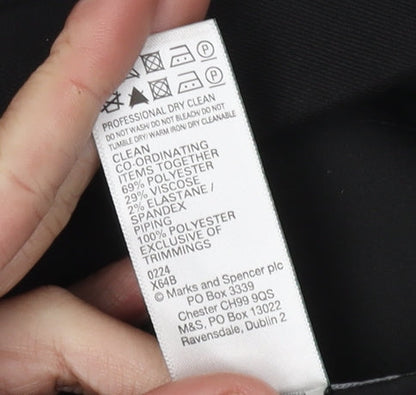 P
P
PROFESSIONAL DRY CLEAN
DO NOT WASH/DO NOT BLEACH/DO NOT
TUMBLE DRY/WARM IRON/DRY CLEANABLE
CLEAN
CO-ORDINATING
ITEMS TOGETHER
69% POLYESTER
29% VISCOSE
2% ELASTANE /
SPANDEX
PIPING
100% POLYESTER
EXCLUSIVE OF
TRIMMINGS
0224
X64B
© Marks and Spencer plc
PO Box 3339
Chester CH99 9QS
M&S, PO Box 13022
Ravensdale, Dublin 2